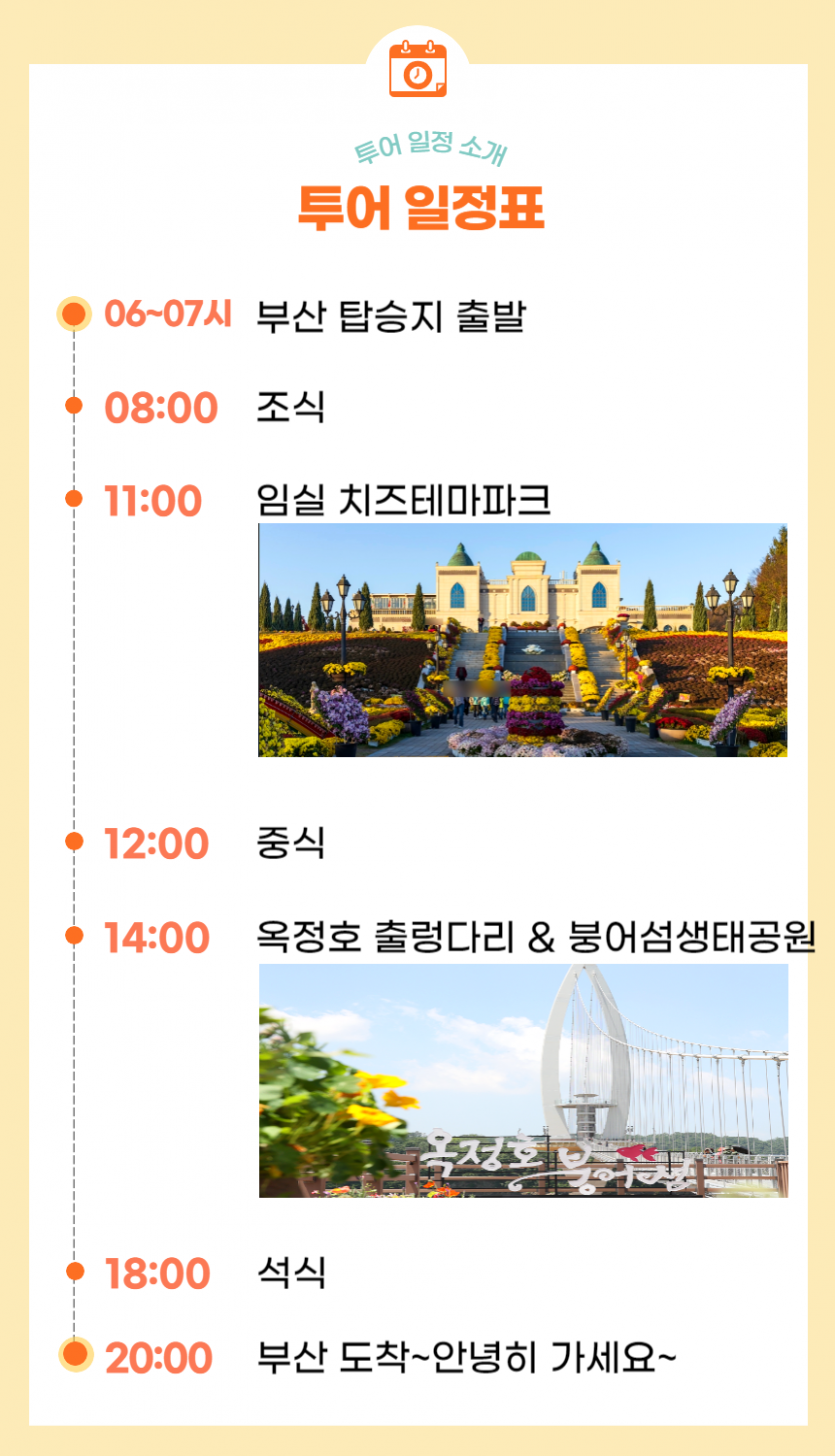 투어 일정 소개
투어 일정표
06~07시 부산 탑승지 출발
08:00 조식
11:00 임실 치즈테마파크
12:00 중식
14:00 옥정호 출렁다리 & 붕어섬생태공원
옥정호 붕어섬
18:00 석식
20:00 부산 도착~안녕히 가세요~